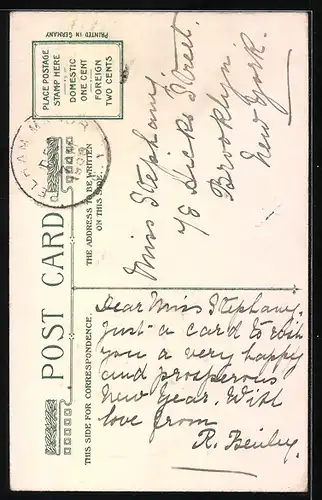 PRINTED IN GERMANY
PLACE POSTAGE
STAMP HERE
DOMESTIC
ONE CENT
FOREIGN
TWO CENTS
1909
POST CARD
THE ADDRESS TO BE WRITTEN
ON THIS SIDE.
THIS SIDE FOR CORRESPONDENCE.
Miss Stephany,
78 Hicks Street.
Brooklyn
New York.
Dear Miss Stephany.
Just a card to wish
you a very happy
and prosperous
New Year. With
love from
R.